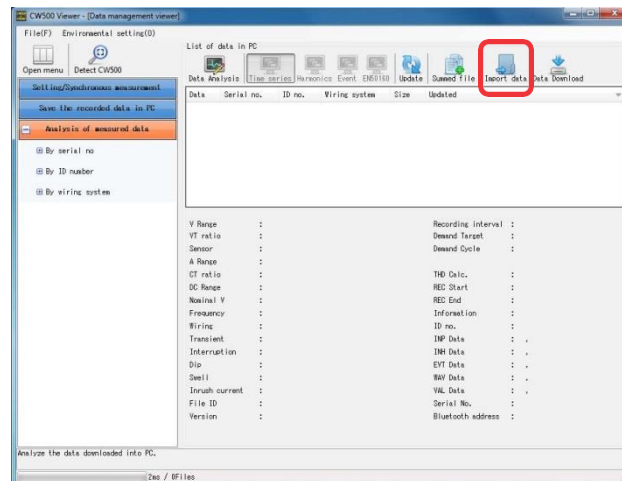 CW500 Viewer - [Data management viewer]
File(F) Enviromental setting(O)
Open menu Detect CW500
List of data in PC
Data Analysis Time series Harmonics Event EN50160 Update Summed file Import data Data Download
Setting/Synchronous measurement
Save the recorded data in PC
Analysis of measured data
By serial no
By ID number
By wiring system
Data Serial no. ID no. Wiring system Size Updated
V Range : Recording interval :
VT ratio : Demand Target :
Sensor : Demand Cycle :
A Range :
CT ratio : THD Calc. :
DC Range : REC Start :
Nominal V : REC End :
Frequency : Information :
Wiring : ID no. :
Transient : INP Data : .
Interruption : INH Data : .
Dip : EVT Data : .
Swell : WAV Data : .
Inrush current : VAL Data : .
File ID : Serial No. :
Version : Bluetooth address :
Analyze the data downloaded into PC.
2ms / 0Files